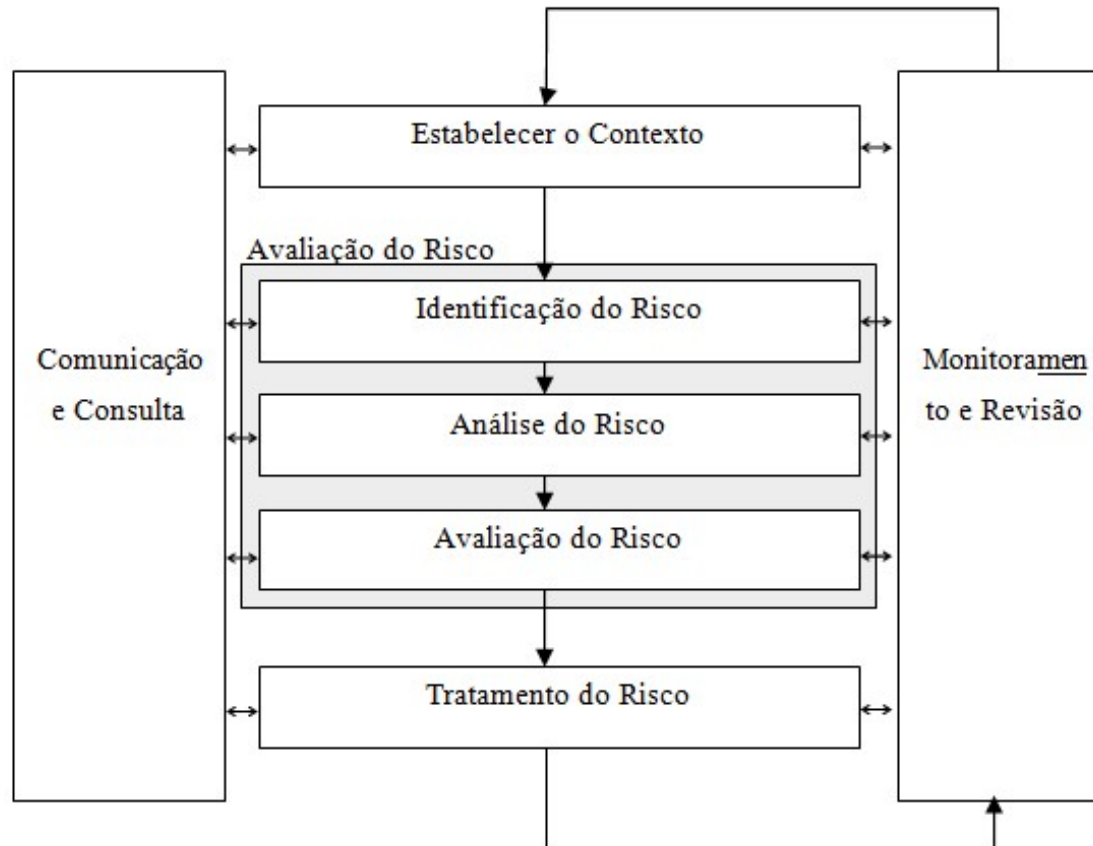 Estabelecer o Contexto
Avaliação do Risco
Identificação do Risco
Comunicação
e Consulta
Monitoramen
to e Revisão
Análise do Risco
Avaliação do Risco
Tratamento do Risco